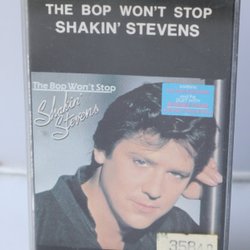 THE BOP WON'T STOP
SHAKIN' STEVENS
The Bop Won't Stop
Shakin'
Stevens